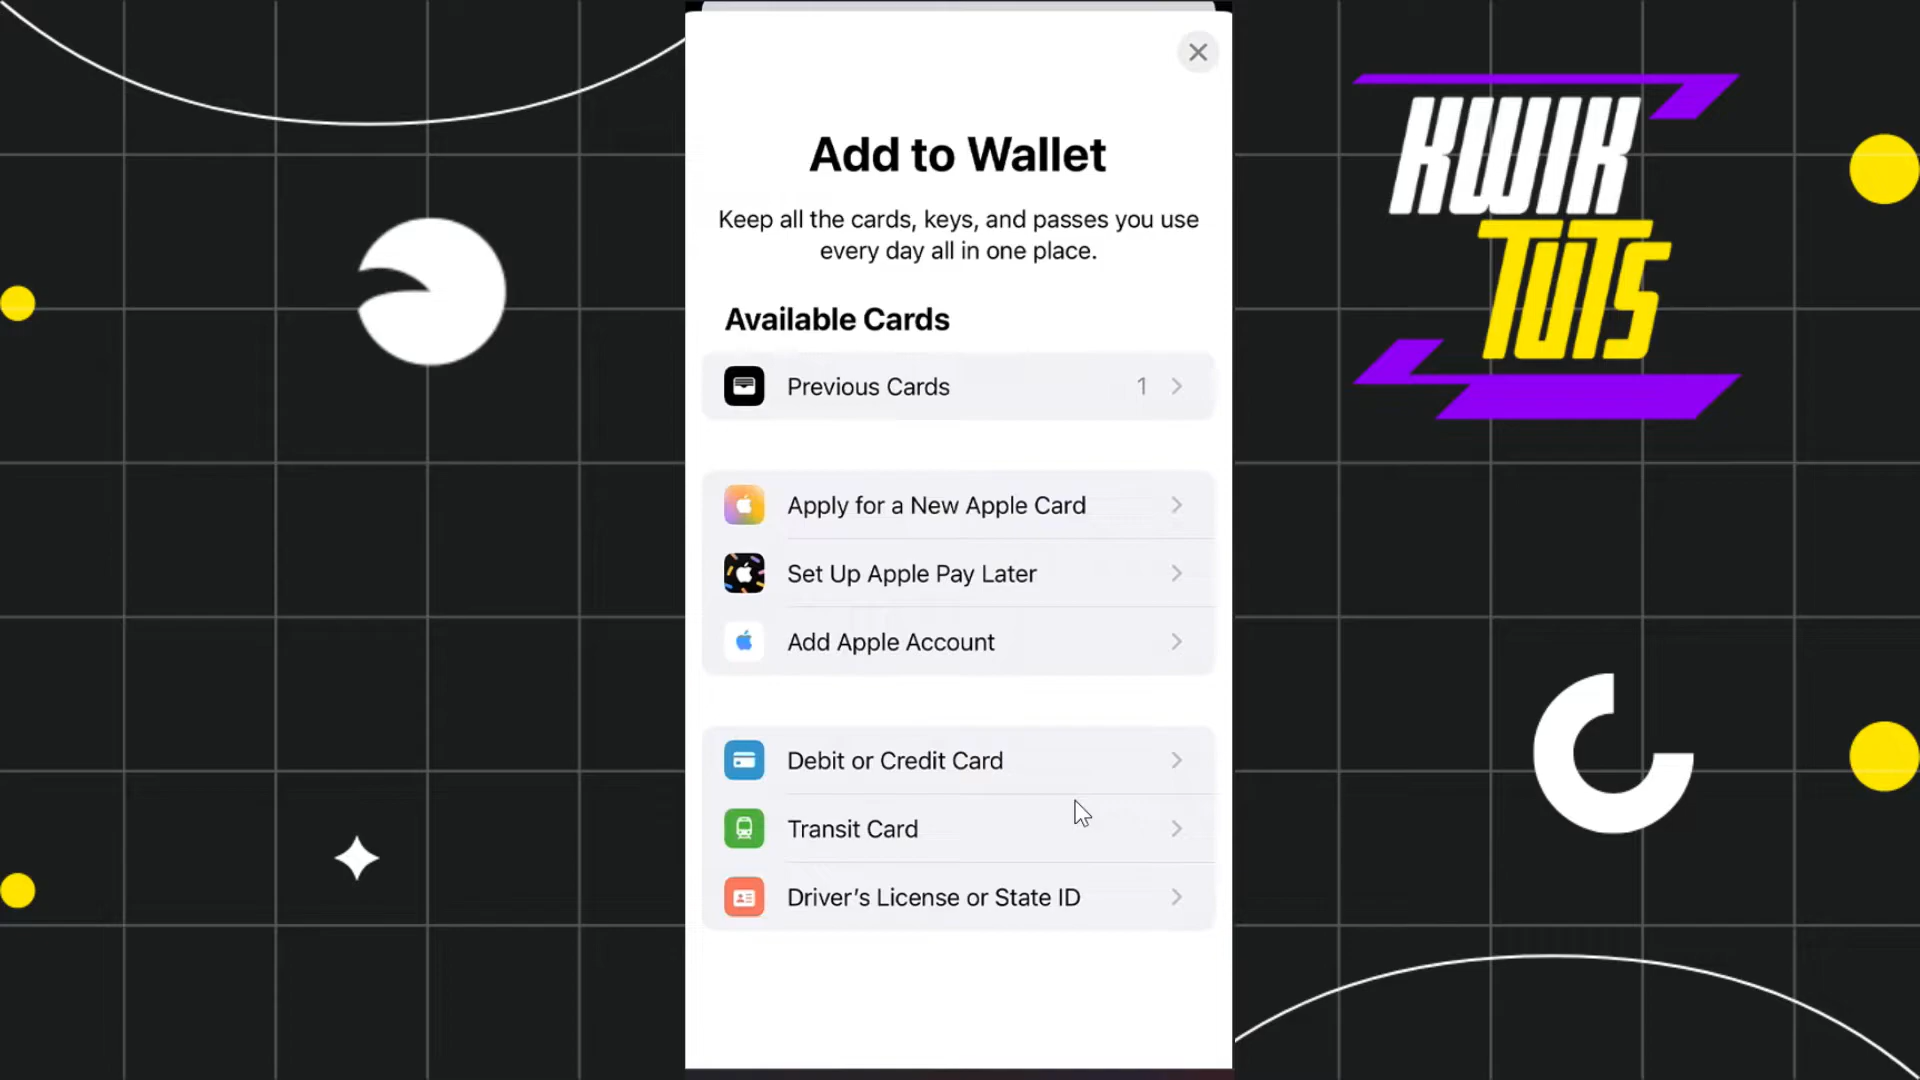 Add to Wallet
Keep all the cards, keys, and passes you use
every day all in one place.
Available Cards
Previous Cards 1
Apply for a New Apple Card
Set Up Apple Pay Later
Add Apple Account
Debit or Credit Card
Transit Card
Driver’s License or State ID
KWIK
TUTS